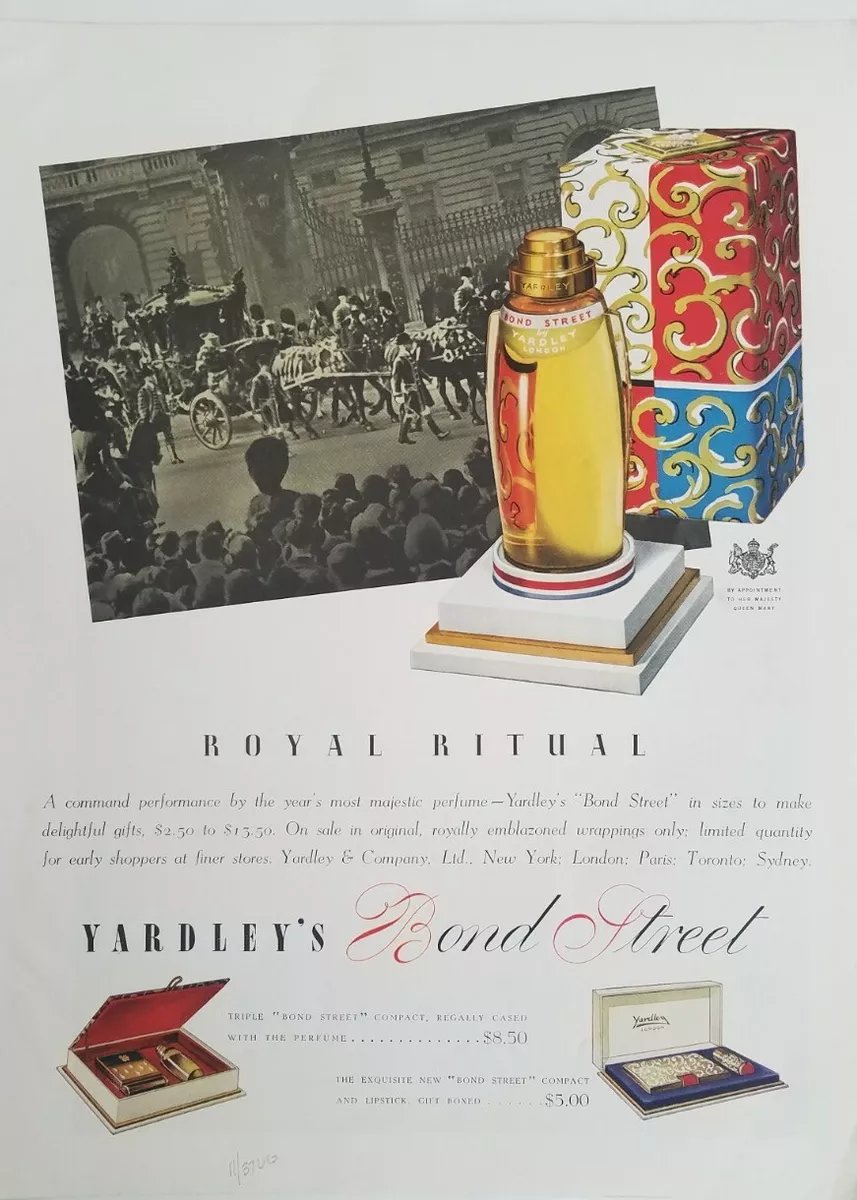 YARDLEY
BOND STREET
by
YARDLEY
LONDON
BY APPOINTMENT
TO HER MAJESTY
QUEEN MARY
ROYAL RITUAL
A command performance by the year's most majestic perfume—Yardley's "Bond Street" in sizes to make
delightful gifts, $2.50 to $13.50. On sale in original, royally emblazoned wrappings only; limited quantity
for early shoppers at finer stores. Yardley & Company, Ltd., New York; London; Paris; Toronto; Sydney.
YARDLEY'S Bond Street
TRIPLE "BOND STREET" COMPACT, REGALLY CASED
WITH THE PERFUME..............$8.50
Yardley
LONDON
THE EXQUISITE NEW "BOND STREET" COMPACT
AND LIPSTICK, GIFT BOXED.......$5.00